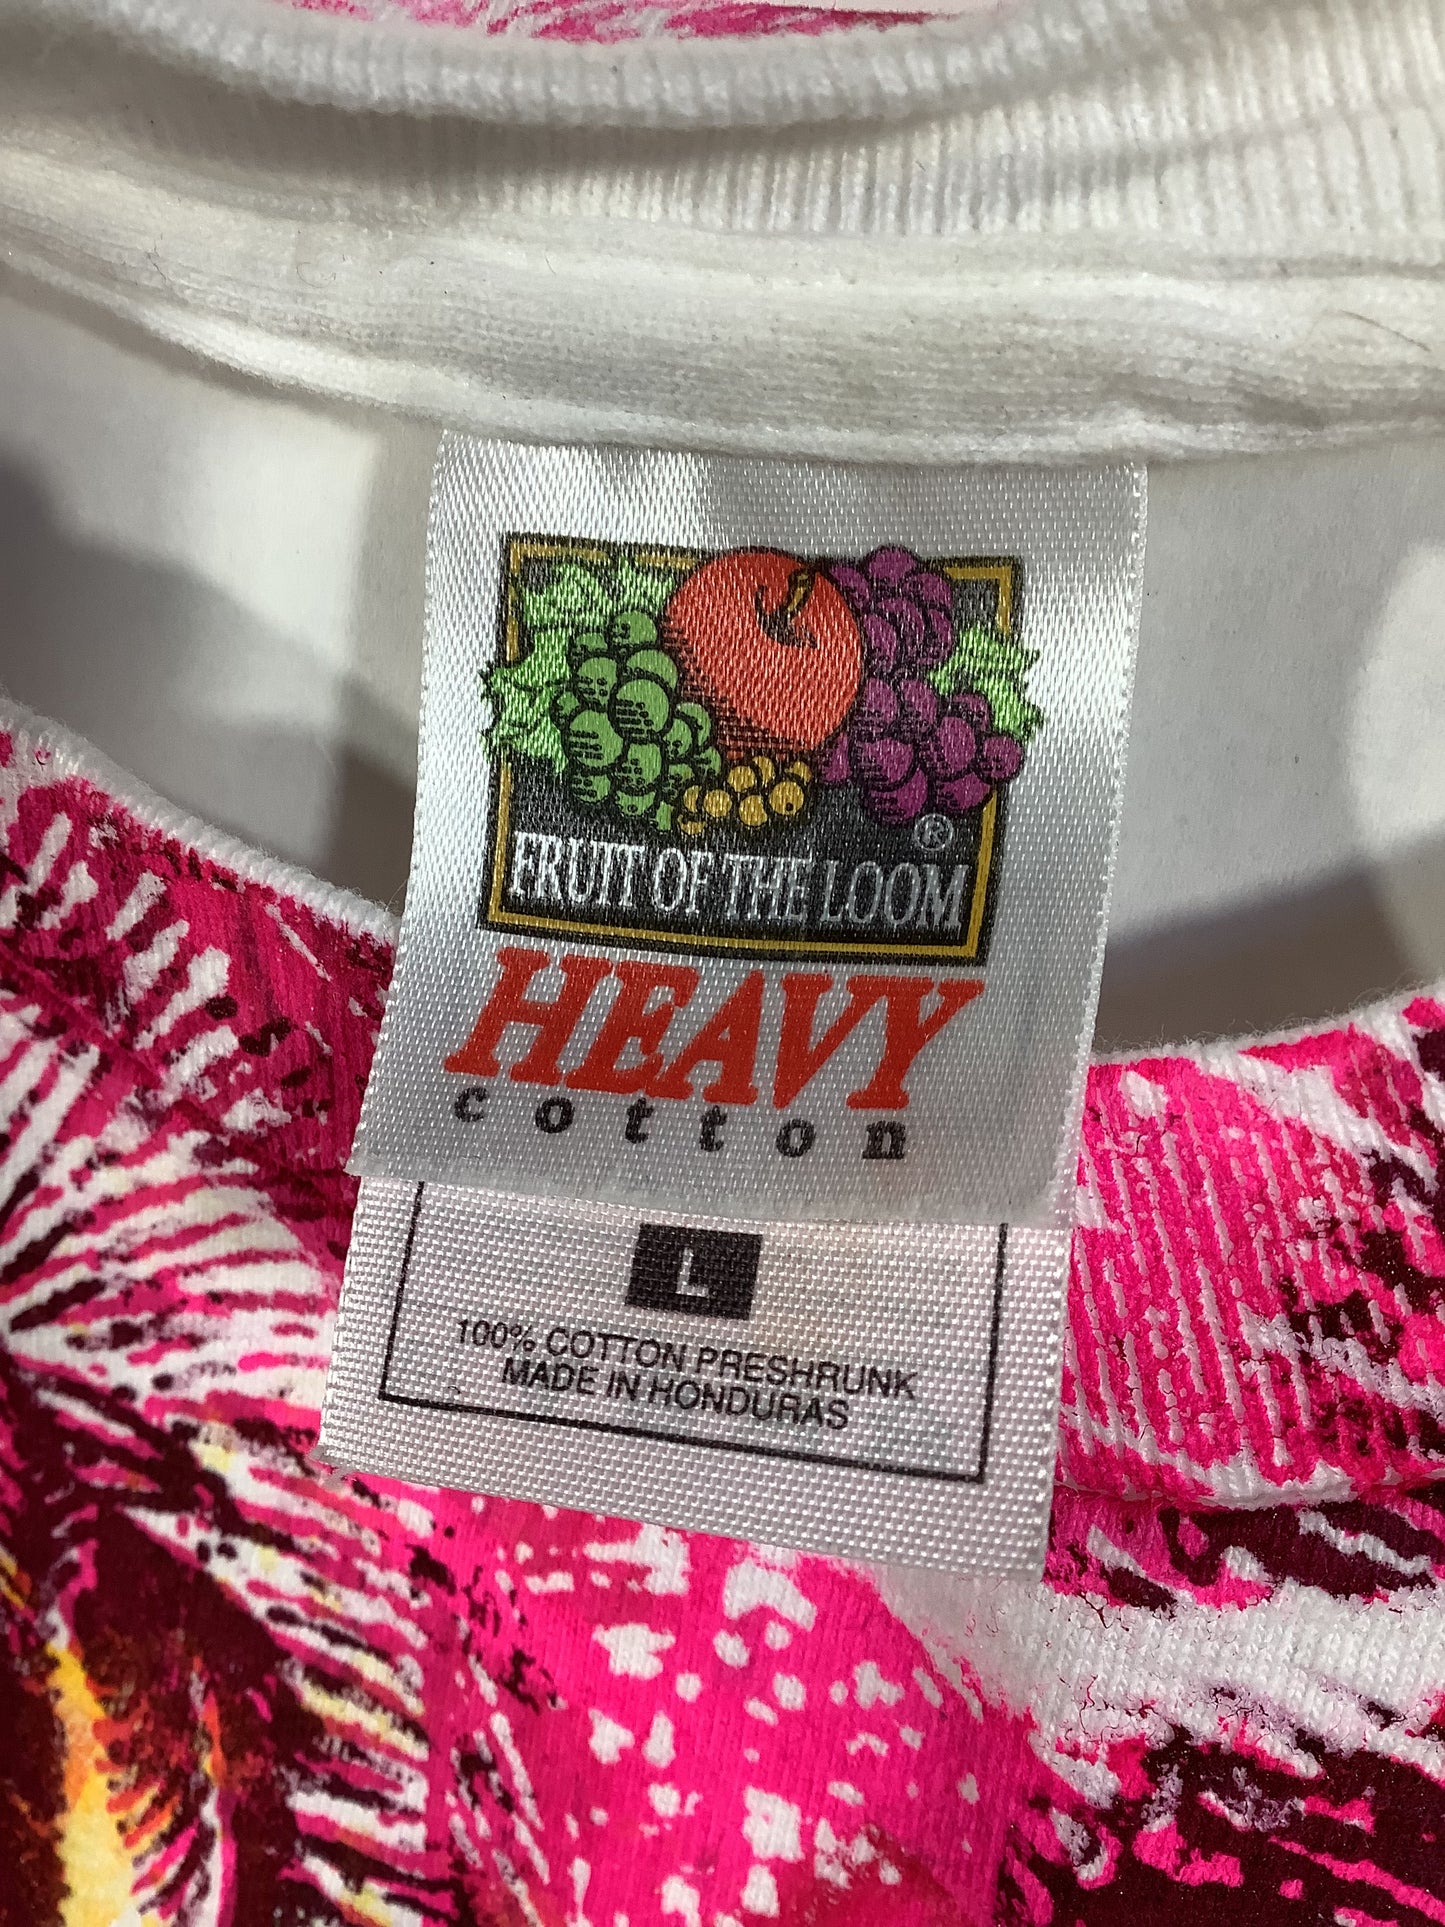 ®
FRUIT OF THE LOOM
HEAVY
cotton
L
100% COTTON PRESHRUNK
MADE IN HONDURAS